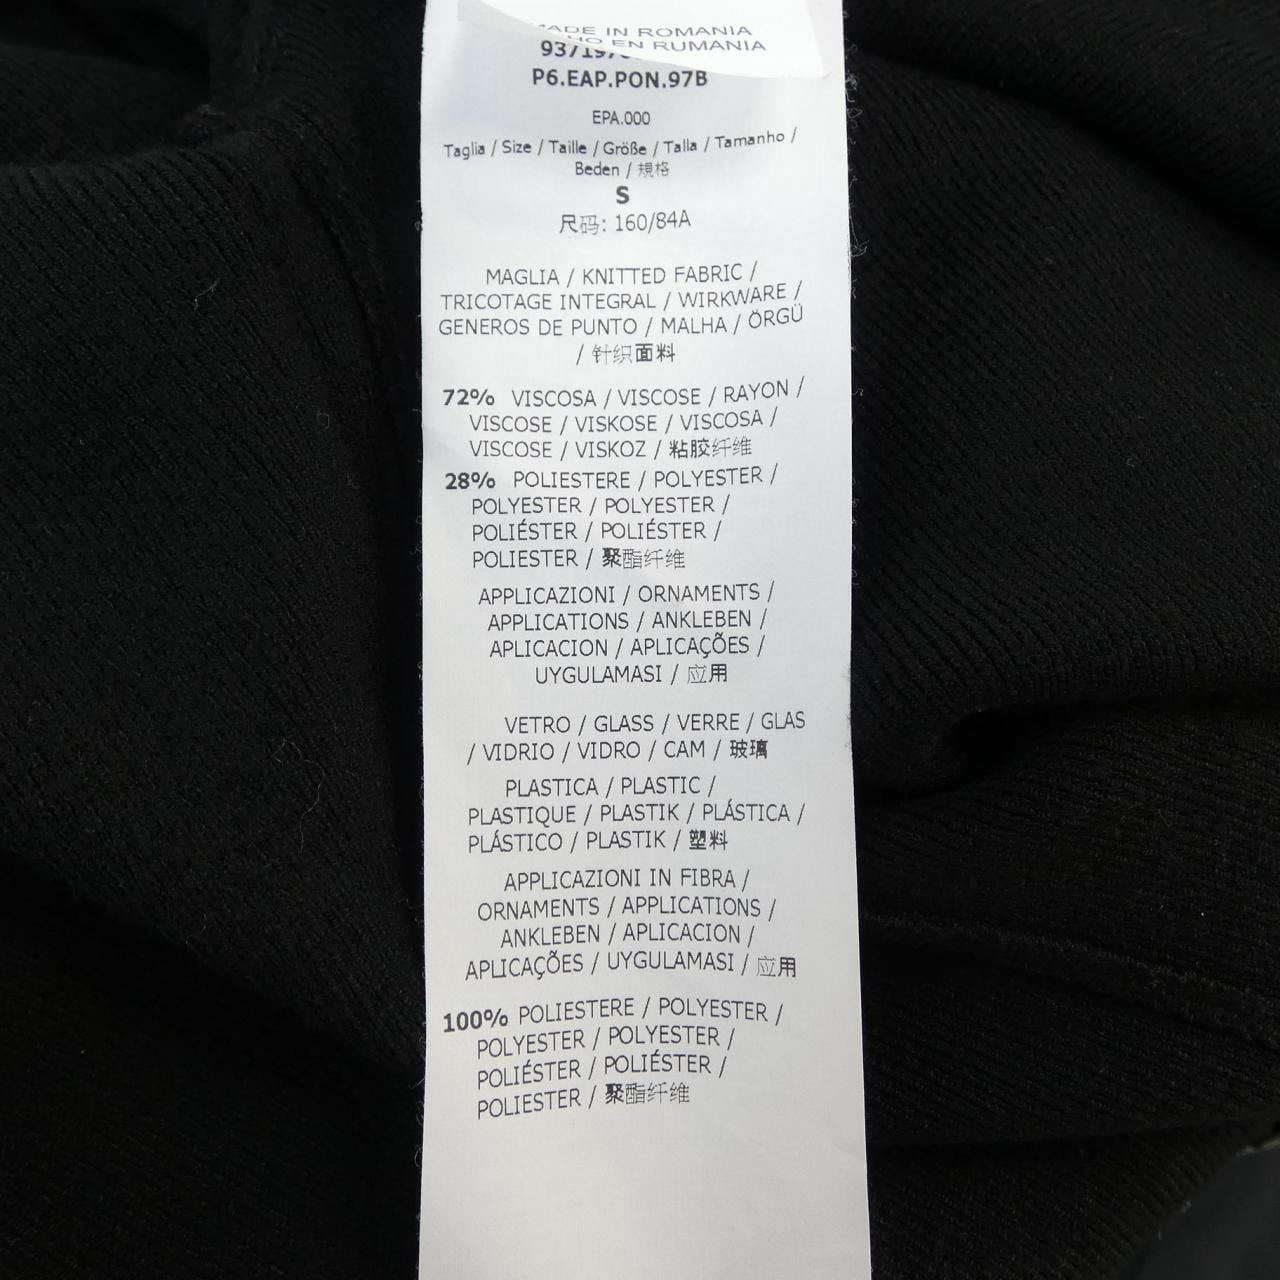 MADE IN ROMANIA
EN RUMANIA
P6.EAP.PON.97B
EPA.000
Taglia / Size / Taille / Größe / Talla / Tamanho /
Beden / 規格
S
尺码: 160/84A
MAGLIA / KNITTED FABRIC /
TRICOTAGE INTEGRAL / WIRKWARE /
GENEROS DE PUNTO / MALHA / ÖRGÜ
/ 针织面料
72% VISCOSA / VISCOSE / RAYON /
VISCOSE / VISKOSE / VISCOSA /
VISCOSE / VISKOZ / 粘胶纤维
28% POLIESTERE / POLYESTER /
POLYESTER / POLYESTER /
POLIÉSTER / POLIÉSTER /
POLIESTER / 聚酯纤维
APPLICAZIONI / ORNAMENTS /
APPLICATIONS / ANKLEBEN /
APLICACION / APLICAÇÕES /
UYGULAMASI / 应用
VETRO / GLASS / VERRE / GLAS
/ VIDRIO / VIDRO / CAM / 玻璃
PLASTICA / PLASTIC /
PLASTIQUE / PLASTIK / PLÁSTICA /
PLÁSTICO / PLASTIK / 塑料
APPLICAZIONI IN FIBRA /
ORNAMENTS / APPLICATIONS /
ANKLEBEN / APLICACION /
APLICAÇÕES / UYGULAMASI / 应用
100% POLIESTERE / POLYESTER /
POLYESTER / POLYESTER /
POLIÉSTER / POLIÉSTER /
POLIESTER / 聚酯纤维